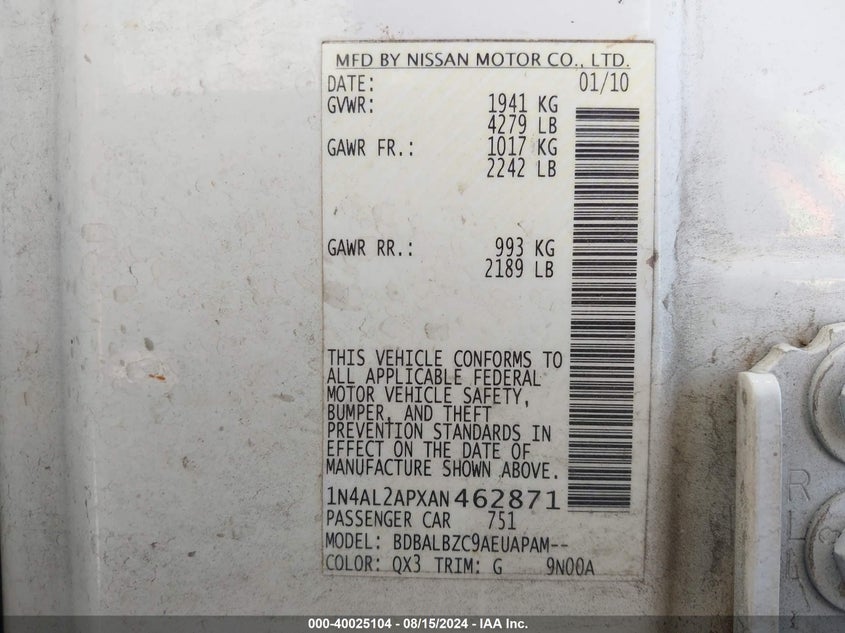 MFD BY NISSAN MOTOR CO., LTD.
DATE: 01/10
GVWR: 1941 KG
4279 LB
GAWR FR.: 1017 KG
2242 LB
GAWR RR.: 993 KG
2189 LB
THIS VEHICLE CONFORMS TO
ALL APPLICABLE FEDERAL
MOTOR VEHICLE SAFETY,
BUMPER, AND THEFT
PREVENTION STANDARDS IN
EFFECT ON THE DATE OF
MANUFACTURE SHOWN ABOVE.
1N4AL2APXAN462871
PASSENGER CAR 751
MODEL: BDBALBZC9AEUAPAM--
COLOR: QX3 TRIM: G 9N00A
000-40025104 - 08/15/2024 - IAA Inc.